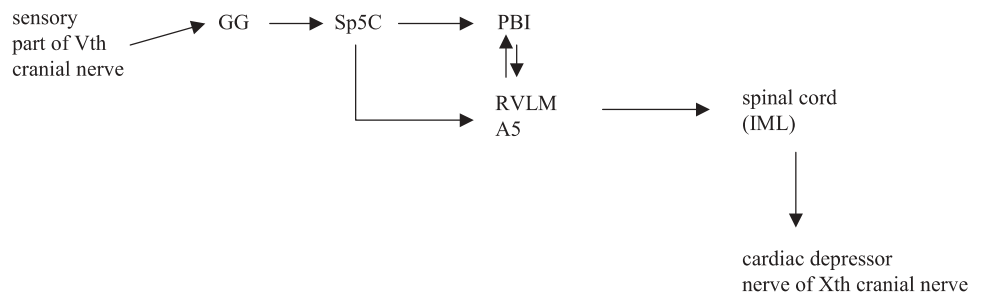 sensory
part of Vth
cranial nerve
GG
Sp5C
PBI
RVLM
A5
spinal cord
(IML)
cardiac depressor
nerve of Xth cranial nerve